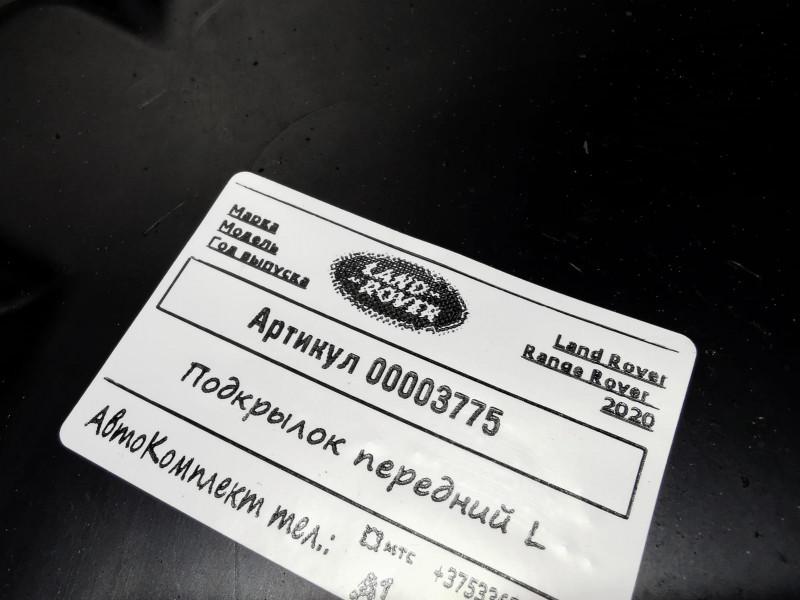 Марка
Модель
Год выпуска
LAND
ROVER
Land Rover
Range Rover
2020
Артикул 00003775
Подкрылок передний L
АвтоКомплект тел.:
МТС
A1